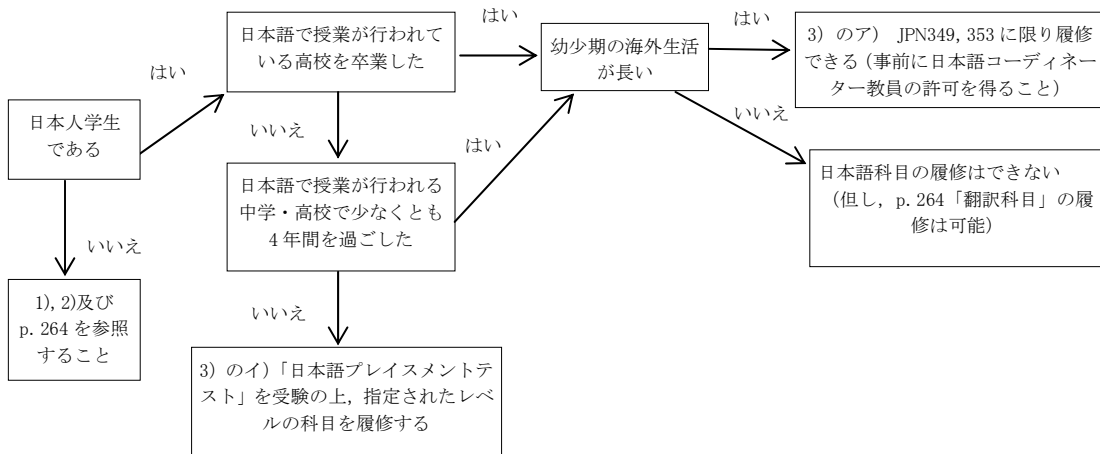 日本人学生
である
はい
いいえ
1), 2)及び
p. 264 を参照
すること
日本語で授業が行われて
いる高校を卒業した
はい
いいえ
日本語で授業が行われる
中学・高校で少なくとも
4 年間を過ごした
はい
いいえ
3）のイ）「日本語プレイスメントテ
スト」を受験の上，指定されたレベ
ルの科目を履修する
幼少期の海外生活
が長い
はい
いいえ
3）のア） JPN349, 353 に限り履修
できる（事前に日本語コーディネー
ター教員の許可を得ること）
日本語科目の履修はできない
（但し，p. 264「翻訳科目」の履
修は可能）